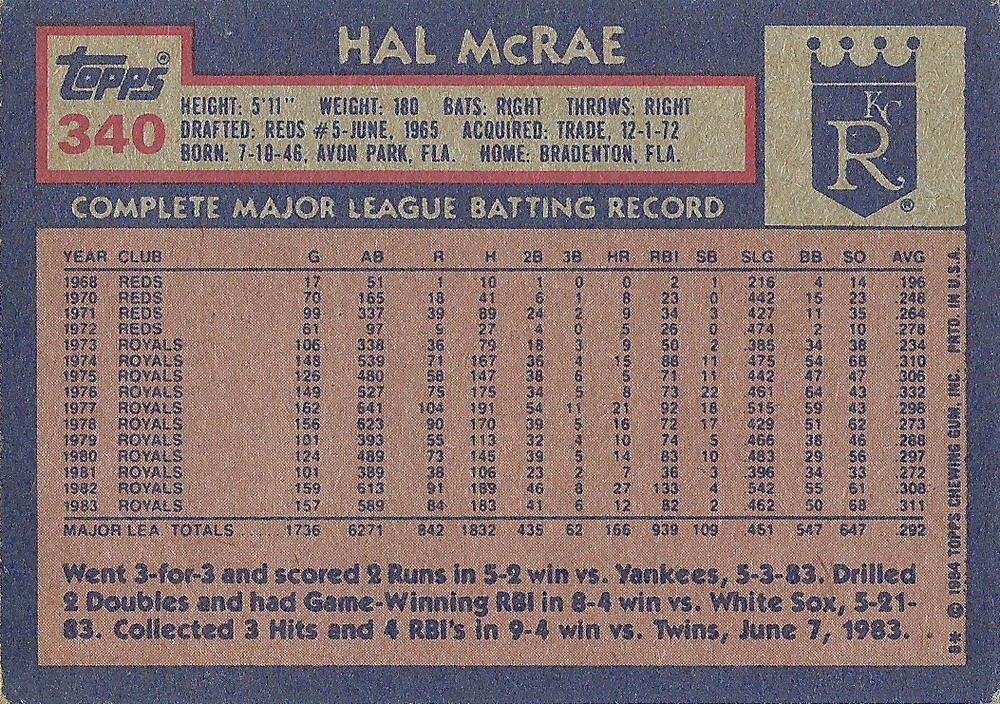 HAL McRAE
topps®
340
HEIGHT: 5'11" WEIGHT: 180 BATS: RIGHT THROWS: RIGHT
DRAFTED: REDS #5-JUNE, 1965 ACQUIRED: TRADE, 12-1-72
BORN: 7-10-46, AVON PARK, FLA. HOME: BRADENTON, FLA.
KC
R
®
COMPLETE MAJOR LEAGUE BATTING RECORD
YEAR CLUB G AB R H 2B 3B HR RBI SB SLG BB SO AVG
1968 REDS 17 51 1 10 1 0 0 2 1 .216 4 14 .196
1970 REDS 70 165 18 41 6 1 8 23 0 .442 15 23 .248
1971 REDS 99 337 39 89 24 2 9 34 3 .427 11 35 .264
1972 REDS 61 97 9 27 4 0 5 26 0 .474 2 10 .278
1973 ROYALS 106 338 36 79 18 3 9 50 2 .385 34 38 .234
1974 ROYALS 148 539 71 167 36 4 15 88 11 .475 54 68 .310
1975 ROYALS 126 480 58 147 38 6 5 71 11 .442 47 47 .306
1976 ROYALS 149 527 75 175 34 5 8 73 22 .461 64 43 .332
1977 ROYALS 162 641 104 191 54 11 21 92 18 .515 59 43 .298
1978 ROYALS 156 623 90 170 39 5 16 72 17 .429 51 62 .273
1979 ROYALS 101 393 55 113 32 4 10 74 5 .466 38 46 .288
1980 ROYALS 124 489 73 145 39 5 14 83 10 .483 29 56 .297
1981 ROYALS 101 389 38 106 23 2 7 36 3 .396 34 33 .272
1982 ROYALS 159 613 91 189 46 8 27 133 4 .542 55 61 .308
1983 ROYALS 157 589 84 183 41 6 12 82 2 .462 50 68 .311
MAJOR LEA. TOTALS ...... 1736 6271 842 1832 435 62 166 939 109 .461 547 647 .292
Went 3-for-3 and scored 2 Runs in 5-2 win vs. Yankees, 5-3-83. Drilled
2 Doubles and had Game-Winning RBI in 8-4 win vs. White Sox, 5-21-
83. Collected 3 Hits and 4 RBI's in 9-4 win vs. Twins, June 7, 1983.
B* © 1984 TOPPS CHEWING GUM, INC. PRTD. IN U.S.A.